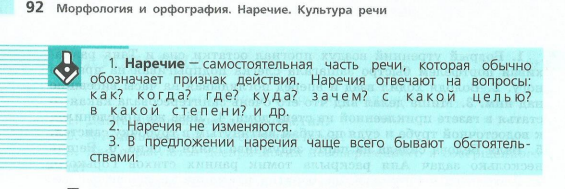 92 Морфология и орфография. Наречие. Культура речи
1. Наречие – самостоятельная часть речи, которая обычно
обозначает признак действия. Наречия отвечают на вопросы:
как? когда? где? куда? зачем? с какой целью?
в какой степени? и др.
2. Наречия не изменяются.
3. В предложении наречия чаще всего бывают обстоятель-
ствами.